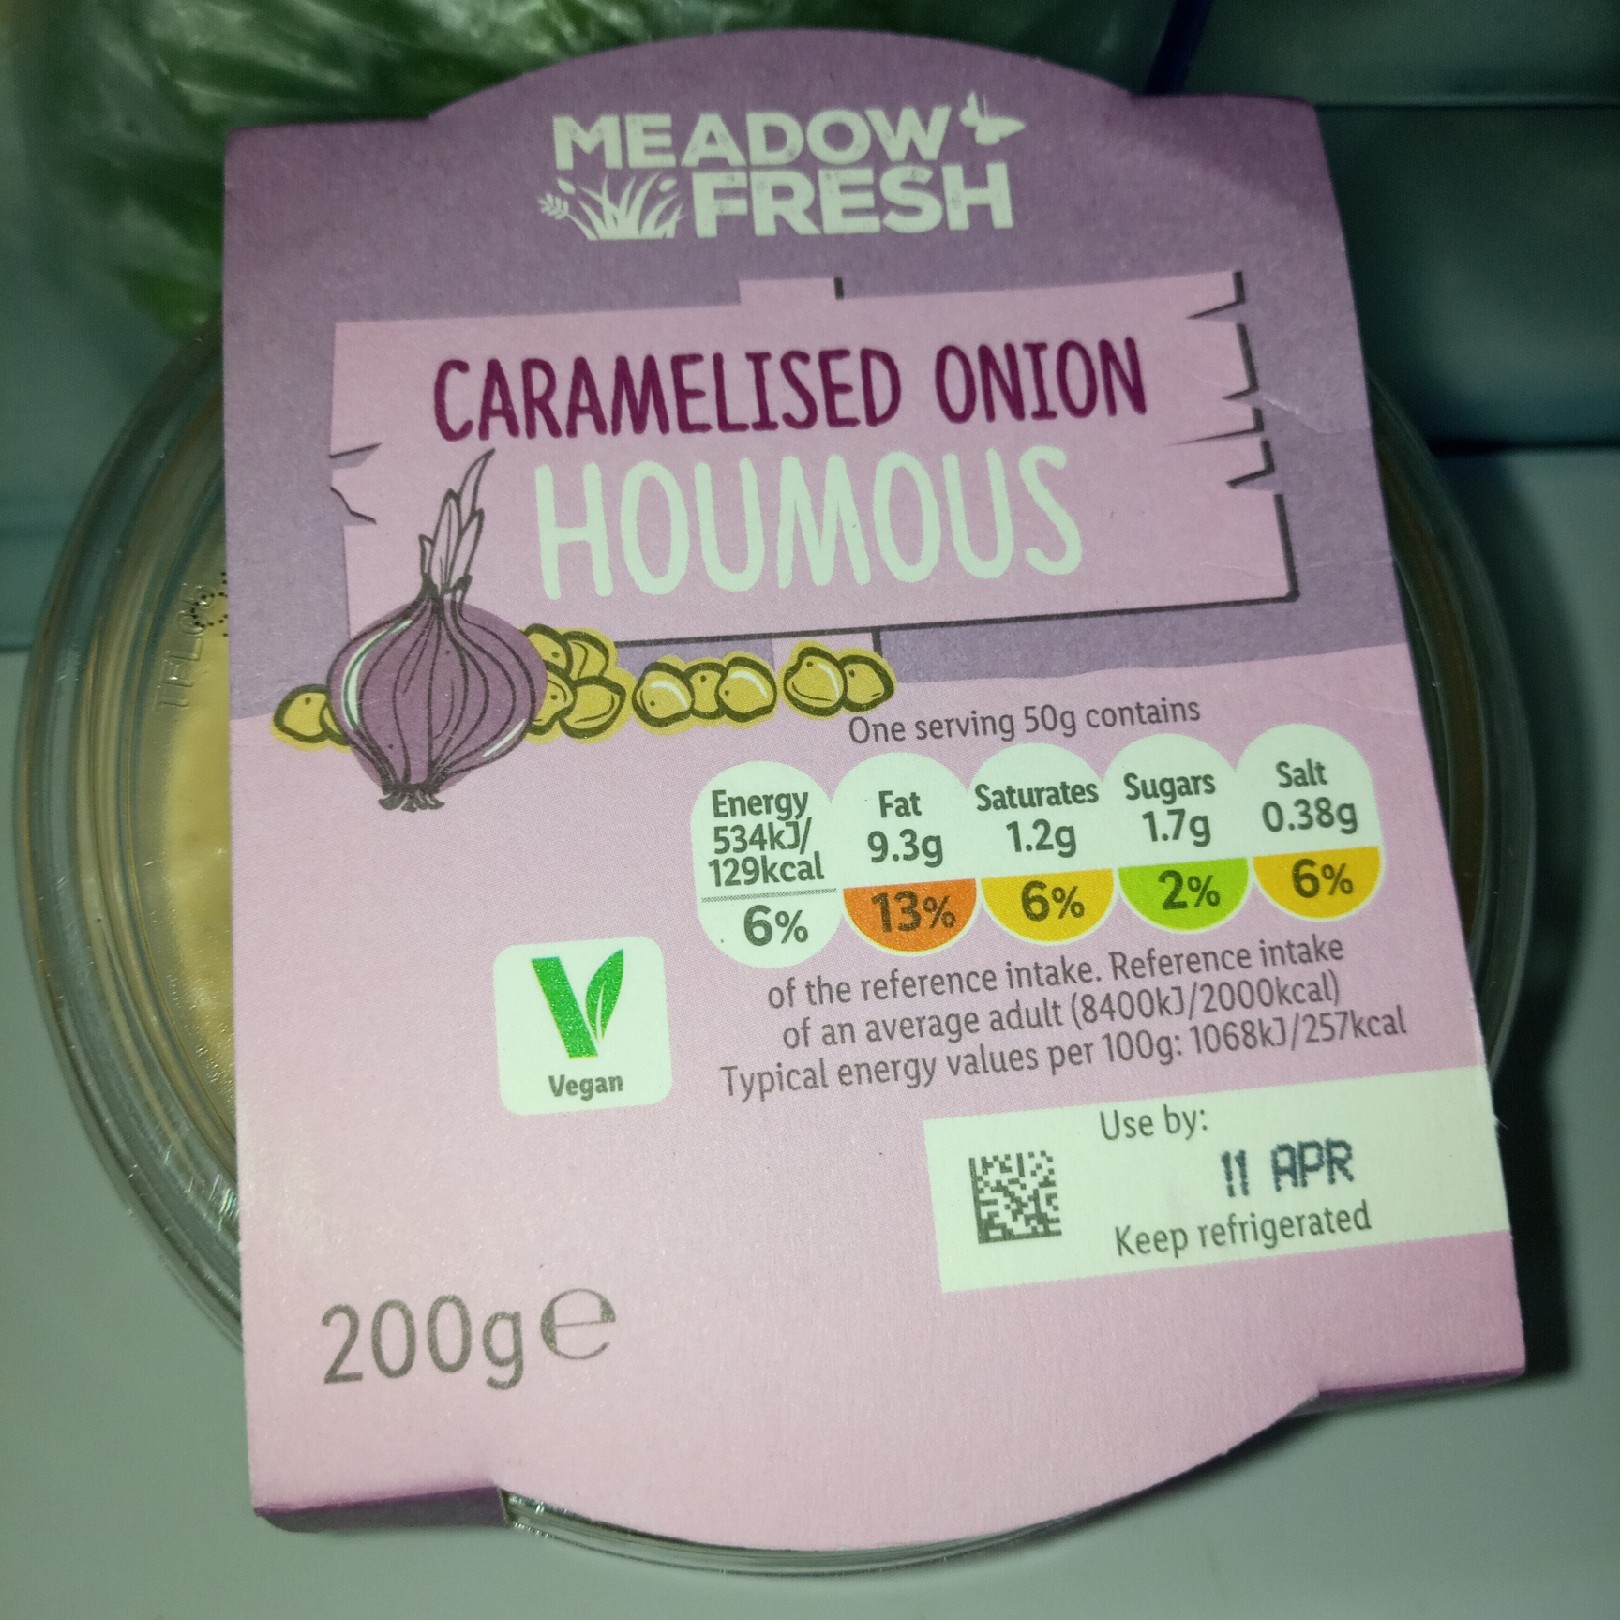 MEADOW
FRESH
CARAMELISED ONION
HOUMOUS
One serving 50g contains
Energy
534kJ/
129kcal
6%
Fat
9.3g
13%
Saturates
1.2g
6%
Sugars
1.7g
2%
Salt
0.38g
6%
of the reference intake. Reference intake
of an average adult (8400kJ/2000kcal)
Typical energy values per 100g: 1068kJ/257kcal
Vegan
Use by:
11 APR
Keep refrigerated
200g℮